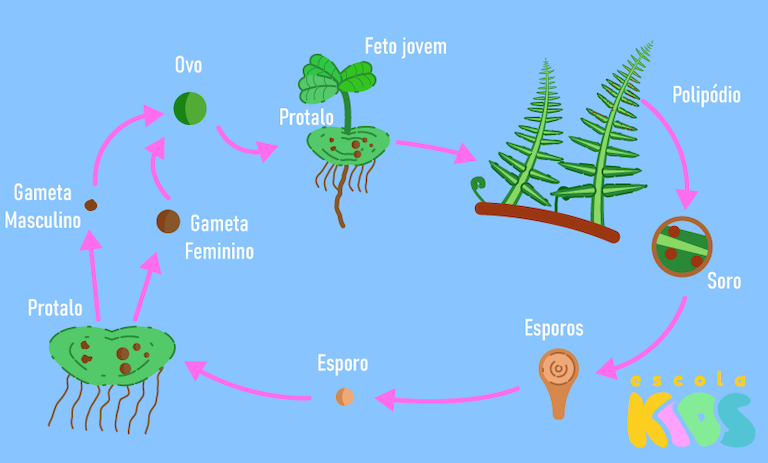 Feto jovem
Ovo
Polipódio
Protalo
Gameta
Masculino
Gameta
Feminino
Soro
Protalo
Esporos
Esporo
escola
KIDS